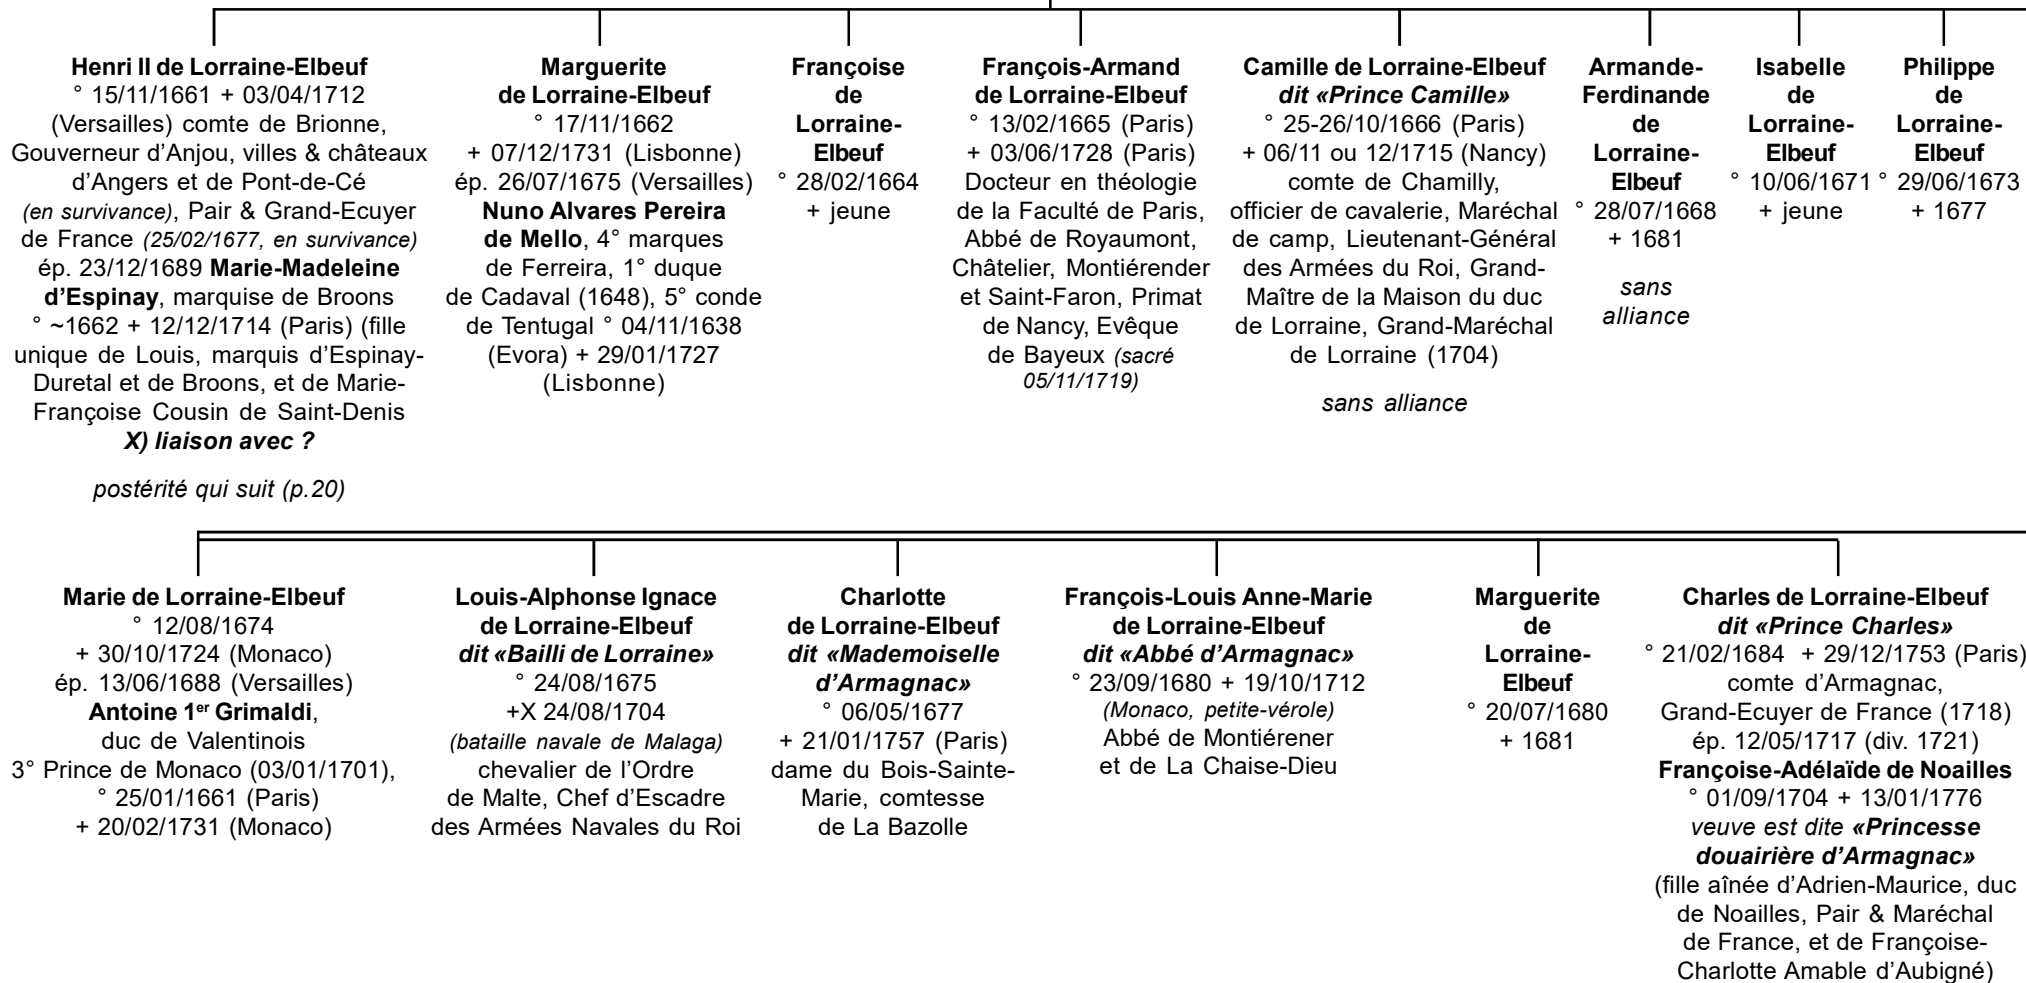 Henri II de Lorraine-Elbeuf
° 15/11/1661 + 03/04/1712
(Versailles) comte de Brionne,
Gouverneur d’Anjou, villes & châteaux
d’Angers et de Pont-de-Cé
(en survivance), Pair & Grand-Ecuyer
de France (25/02/1677, en survivance)
ép. 23/12/1689 Marie-Madeleine
d’Espinay, marquise de Broons
° ~1662 + 12/12/1714 (Paris) (fille
unique de Louis, marquis d’Espinay-
Duretal et de Broons, et de Marie-
Françoise Cousin de Saint-Denis
X) liaison avec ?
postérité qui suit (p.20)
Marguerite
de Lorraine-Elbeuf
° 17/11/1662
+ 07/12/1731 (Lisbonne)
ép. 26/07/1675 (Versailles)
Nuno Alvares Pereira
de Mello, 4° marques
de Ferreira, 1° duque
de Cadaval (1648), 5° conde
de Tentugal ° 04/11/1638
(Evora) + 29/01/1727
(Lisbonne)
Françoise
de
Lorraine-
Elbeuf
° 28/02/1664
+ jeune
François-Armand
de Lorraine-Elbeuf
° 13/02/1665 (Paris)
+ 03/06/1728 (Paris)
Docteur en théologie
de la Faculté de Paris,
Abbé de Royaumont,
Châtelier, Montiérender
et Saint-Faron, Primat
de Nancy, Evêque
de Bayeux (sacré
05/11/1719)
Camille de Lorraine-Elbeuf
dit «Prince Camille»
° 25-26/10/1666 (Paris)
+ 06/11 ou 12/1715 (Nancy)
comte de Chamilly,
officier de cavalerie, Maréchal
de camp, Lieutenant-Général
des Armées du Roi, Grand-
Maître de la Maison du duc
de Lorraine, Grand-Maréchal
de Lorraine (1704)
sans alliance
Armande-
Ferdinande
de
Lorraine-
Elbeuf
° 28/07/1668
+ 1681
sans
alliance
Isabelle
de
Lorraine-
Elbeuf
° 10/06/1671
+ jeune
Philippe
de
Lorraine-
Elbeuf
° 29/06/1673
+ 1677
Marie de Lorraine-Elbeuf
° 12/08/1674
+ 30/10/1724 (Monaco)
ép. 13/06/1688 (Versailles)
Antoine 1er Grimaldi,
duc de Valentinois
3° Prince de Monaco (03/01/1701),
° 25/01/1661 (Paris)
+ 20/02/1731 (Monaco)
Louis-Alphonse Ignace
de Lorraine-Elbeuf
dit «Bailli de Lorraine»
° 24/08/1675
+X 24/08/1704
(bataille navale de Malaga)
chevalier de l’Ordre
de Malte, Chef d’Escadre
des Armées Navales du Roi
Charlotte
de Lorraine-Elbeuf
dit «Mademoiselle
d’Armagnac»
° 06/05/1677
+ 21/01/1757 (Paris)
dame du Bois-Sainte-
Marie, comtesse
de La Bazolle
François-Louis Anne-Marie
de Lorraine-Elbeuf
dit «Abbé d’Armagnac»
° 23/09/1680 + 19/10/1712
(Monaco, petite-vérole)
Abbé de Montiérener
et de La Chaise-Dieu
Marguerite
de
Lorraine-
Elbeuf
° 20/07/1680
+ 1681
Charles de Lorraine-Elbeuf
dit «Prince Charles»
° 21/02/1684 + 29/12/1753 (Paris)
comte d’Armagnac,
Grand-Ecuyer de France (1718)
ép. 12/05/1717 (div. 1721)
Françoise-Adélaïde de Noailles
° 01/09/1704 + 13/01/1776
veuve est dite «Princesse
douairière d’Armagnac»
(fille aînée d’Adrien-Maurice, duc
de Noailles, Pair & Maréchal
de France, et de Françoise-
Charlotte Amable d’Aubigné)